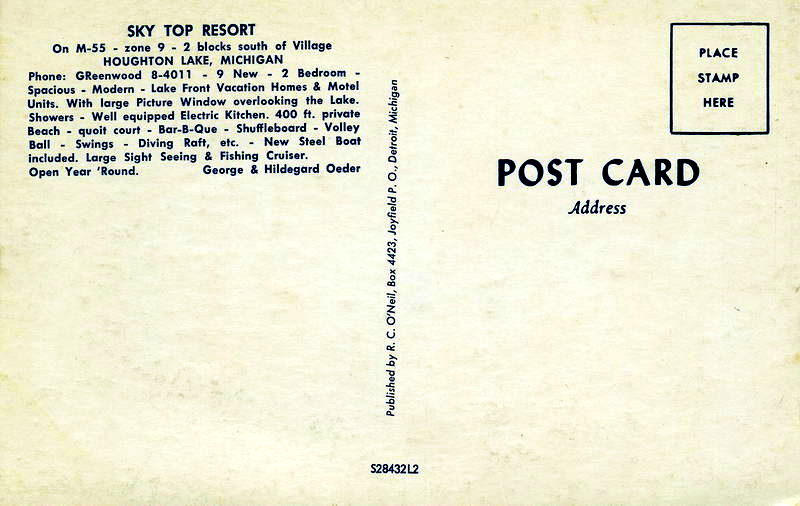 SKY TOP RESORT
On M-55 - zone 9 - 2 blocks south of Village
HOUGHTON LAKE, MICHIGAN
Phone: GReenwood 8-4011 - 9 New - 2 Bedroom -
Spacious - Modern - Lake Front Vacation Homes & Motel
Units. With large Picture Window overlooking the Lake.
Showers - Well equipped Electric Kitchen. 400 ft. private
Beach - quoit court - Bar-B-Que - Shuffleboard - Volley
Ball - Swings - Diving Raft, etc. - New Steel Boat
included. Large Sight Seeing & Fishing Cruiser.
Open Year 'Round. George & Hildegard Oeder
Published by R. C. O'Neil, Box 4423, Joyfield P. O., Detroit, Michigan
S28432L2
PLACE
STAMP
HERE
POST CARD
Address